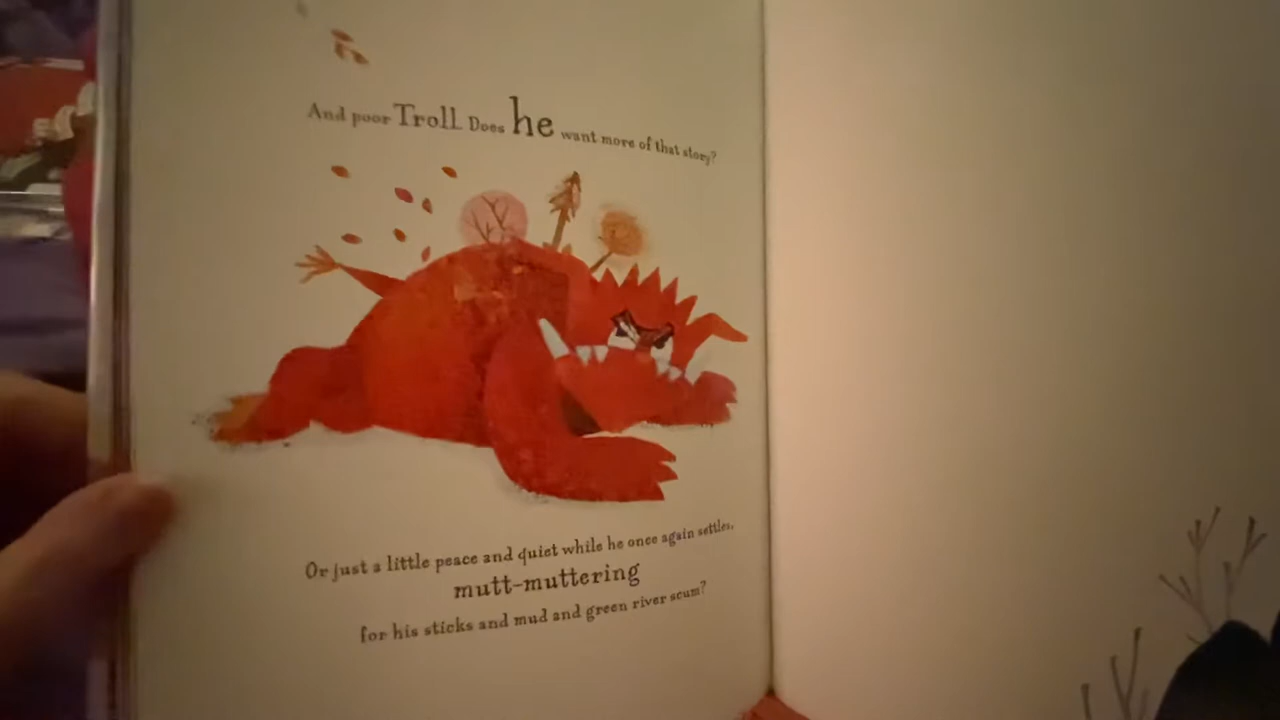 And poor Troll. Does he want more of that story?
Or just a little peace and quiet while he once again settles,
mutt-muttering
for his sticks and mud and green river scum?